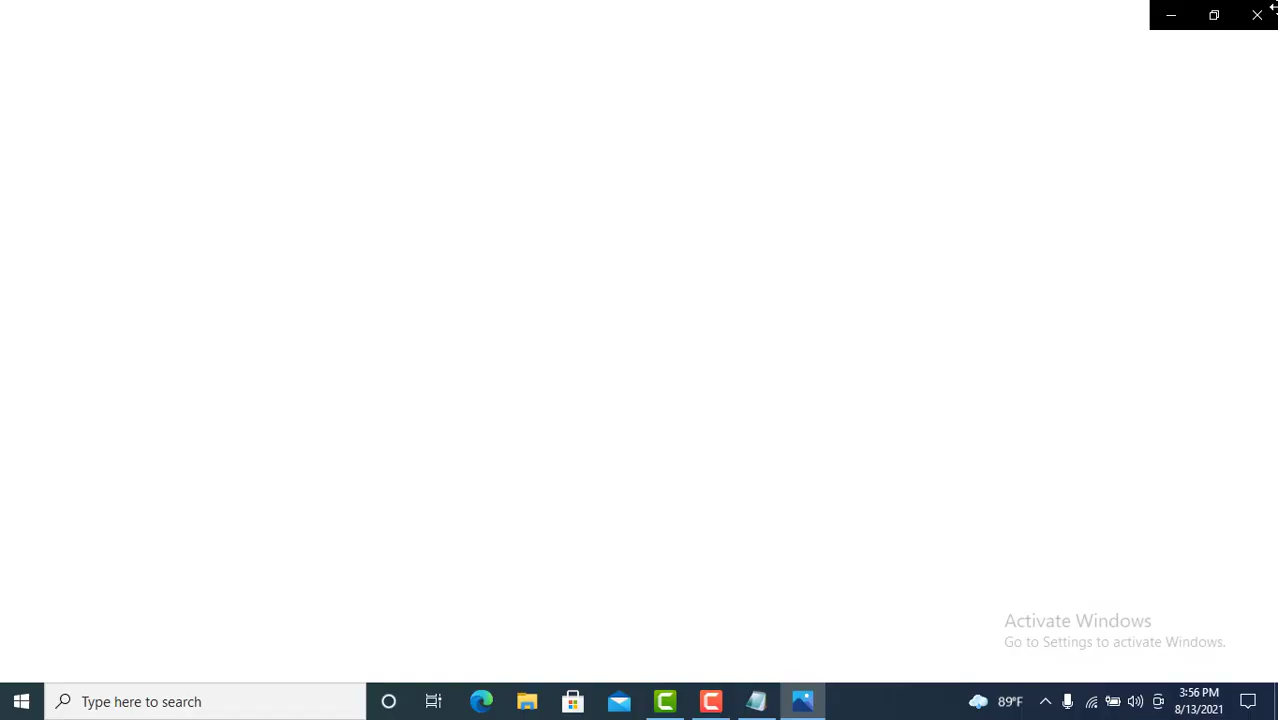 Activate Windows
Go to Settings to activate Windows.
Type here to search
89°F
3:56 PM
8/13/2021